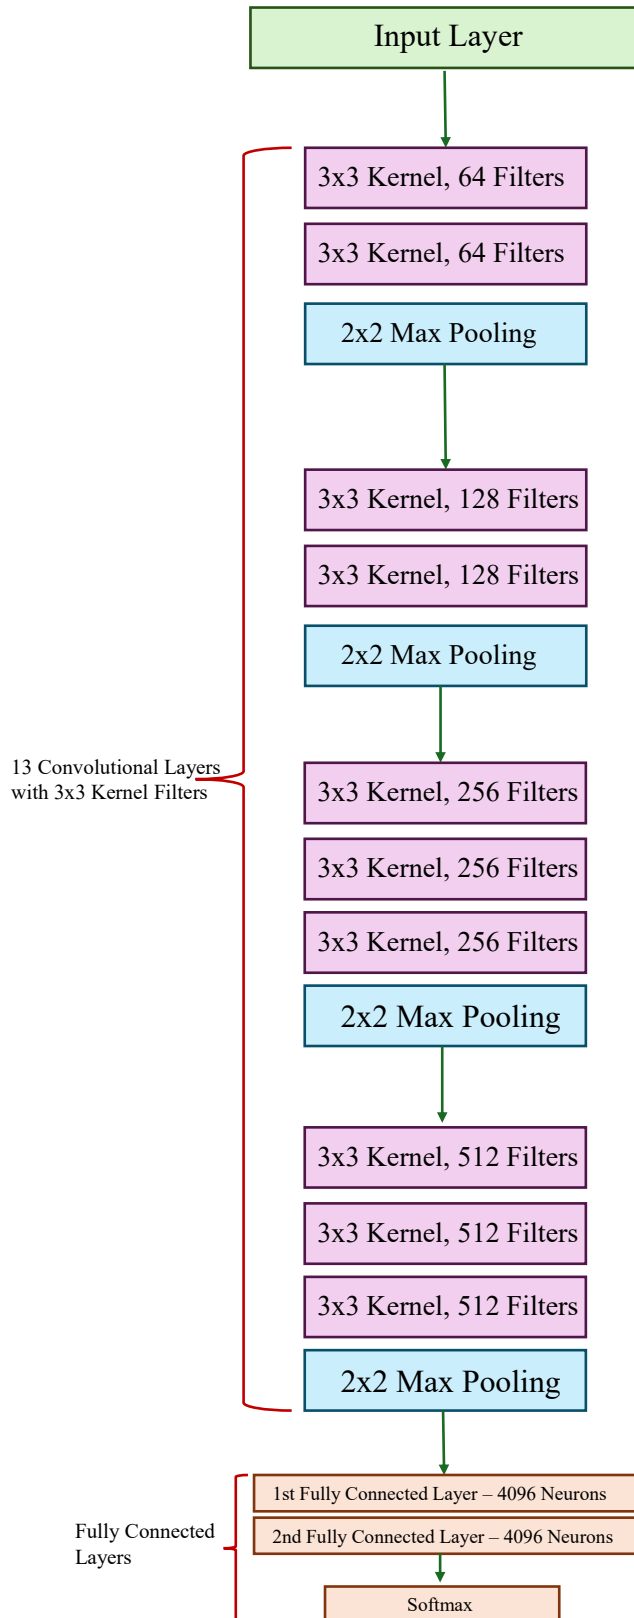 Input Layer
3x3 Kernel, 64 Filters
3x3 Kernel, 64 Filters
2x2 Max Pooling
3x3 Kernel, 128 Filters
3x3 Kernel, 128 Filters
2x2 Max Pooling
13 Convolutional Layers
with 3x3 Kernel Filters
3x3 Kernel, 256 Filters
3x3 Kernel, 256 Filters
3x3 Kernel, 256 Filters
2x2 Max Pooling
3x3 Kernel, 512 Filters
3x3 Kernel, 512 Filters
3x3 Kernel, 512 Filters
2x2 Max Pooling
1st Fully Connected Layer – 4096 Neurons
2nd Fully Connected Layer – 4096 Neurons
Fully Connected
Layers
Softmax